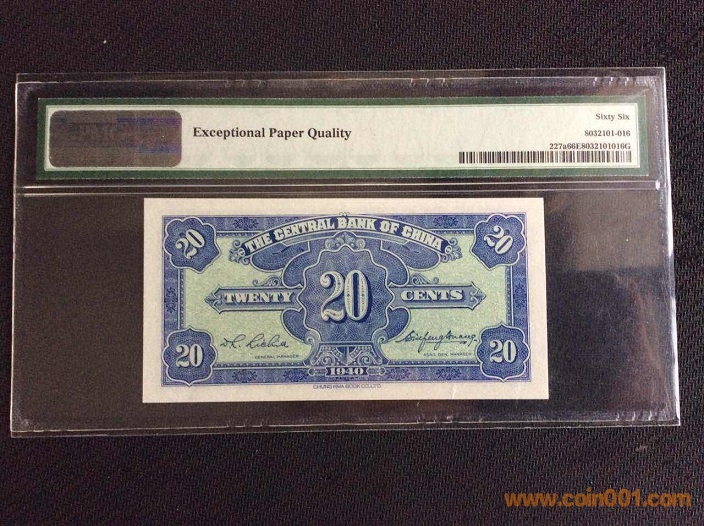 Exceptional Paper Quality
Sixty Six
8032101-016
227a66E8032101016G
THE CENTRAL BANK OF CHINA
20 20
TWENTY 20 CENTS
GENERAL MANAGER ASST. GEN. MANAGER
20 20
1940
CHUNG HWA BOOK CO. LTD.
www.coin001.com